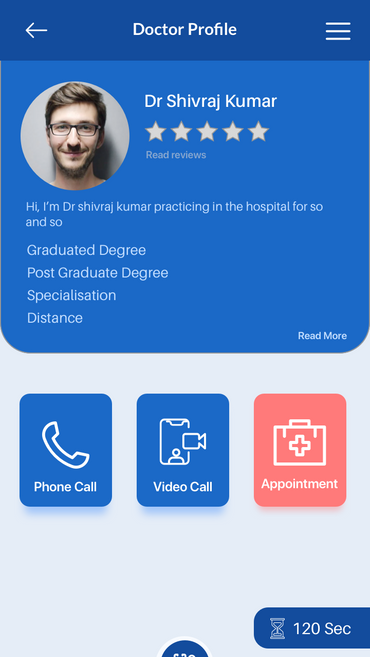 Doctor Profile
Dr Shivraj Kumar
Read reviews
Hi, I’m Dr shivraj kumar practicing in the hospital for so
and so
Graduated Degree
Post Graduate Degree
Specialisation
Distance
Read More
Phone Call
Video Call
Appointment
120 Sec